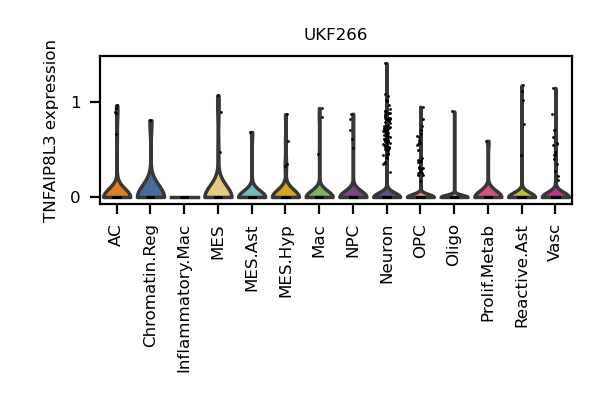 UKF266
TNFAIP8L3 expression
1
0
AC
Chromatin.Reg
Inflammatory.Mac
MES
MES.Ast
MES.Hyp
Mac
NPC
Neuron
OPC
Oligo
Prolif.Metab
Reactive.Ast
Vasc